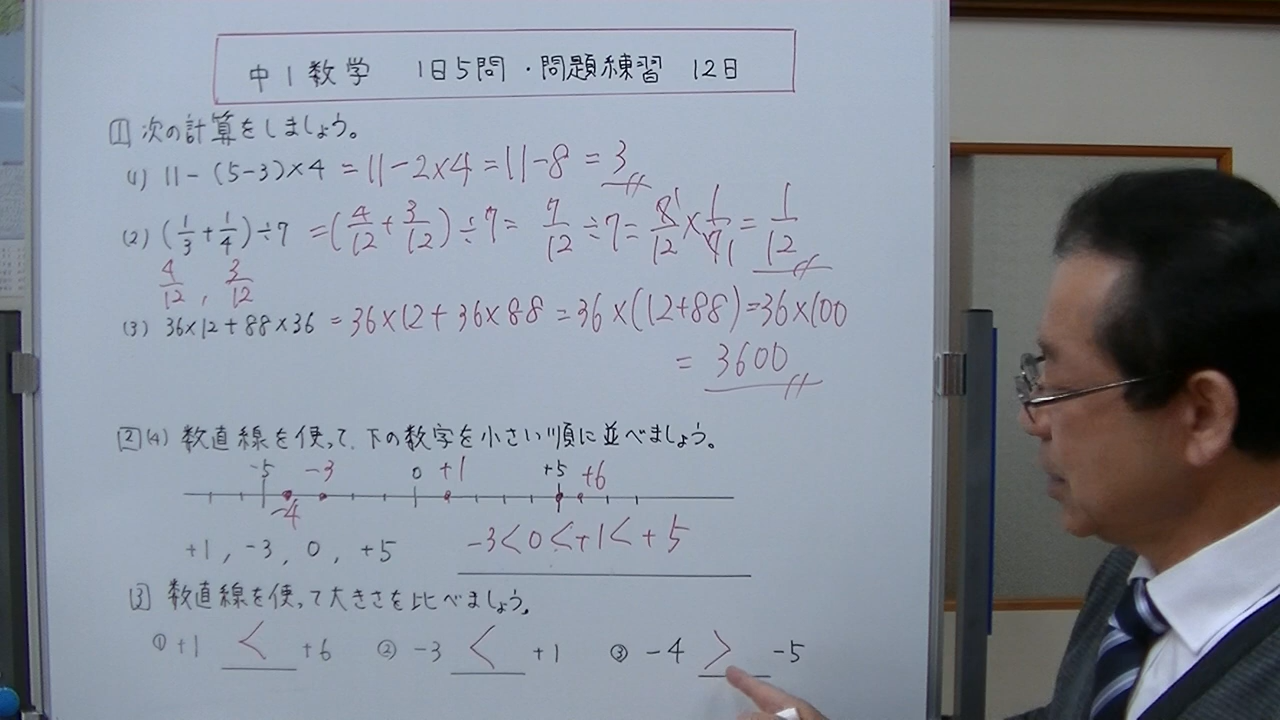 中1数学 1日5問・問題練習 12日
1 次の計算をしましょう。
(1) 11-(5-3)×4 = 11-2×4 = 11-8 = 3
(2) (1/3+1/4)÷7 = (4/12+3/12)÷7 = 7/12÷7 = 7/12×1/7 = 1/12
4/12, 3/12
(3) 36×12+88×36 = 36×12+36×88 = 36×(12+88) = 36×100
= 3600
2 (4) 数直線を使って、下の数字を小さい順に並べましょう。
-5 -3 0 +1 +5 +6
-4
+1, -3, 0, +5 -3<0<+1<+5
3 数直線を使って大きさを比べましょう。
① +1 < +6 ② -3 < +1 ③ -4 > -5